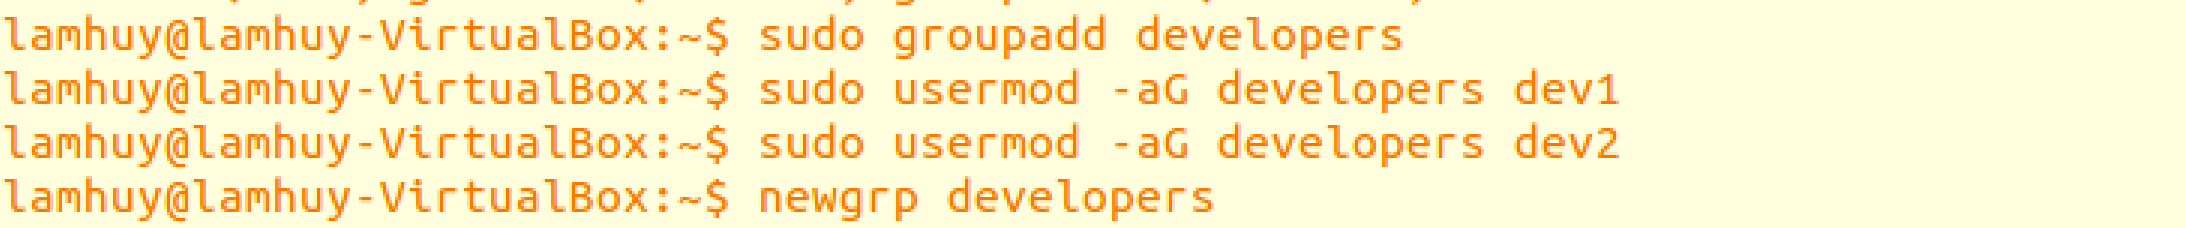 lamhuy@lamhuy-VirtualBox:~$ sudo groupadd developers
lamhuy@lamhuy-VirtualBox:~$ sudo usermod -aG developers dev1
lamhuy@lamhuy-VirtualBox:~$ sudo usermod -aG developers dev2
lamhuy@lamhuy-VirtualBox:~$ newgrp developers